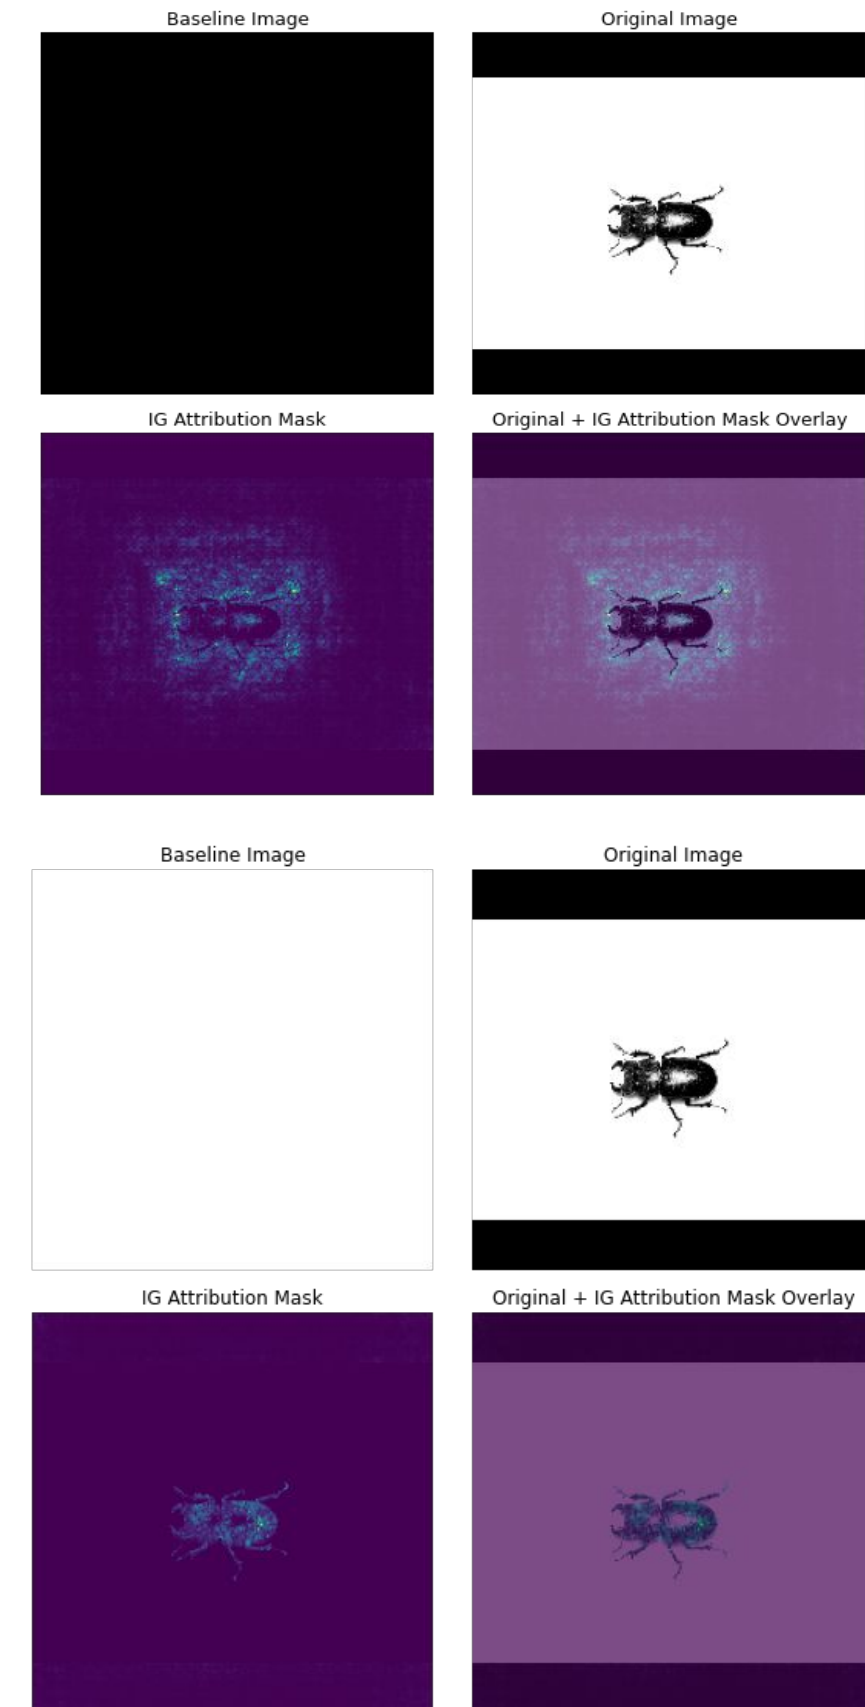 Baseline Image
Original Image
IG Attribution Mask
Original + IG Attribution Mask Overlay
Baseline Image
Original Image
IG Attribution Mask
Original + IG Attribution Mask Overlay